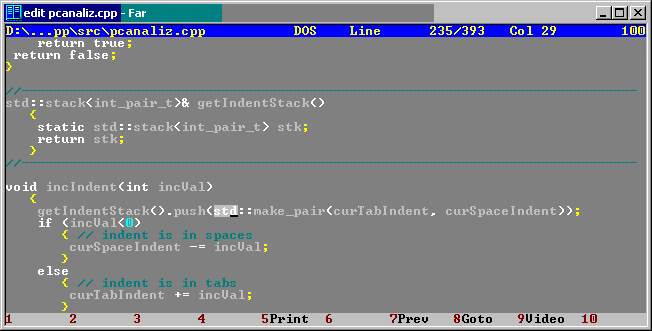 edit pcanaliz.cpp - Far
D:\...pp\src\pcanaliz.cpp DOS Line 235/393 Col 29 100
return true;
return false;
}
//------------------------------------------------------------------------------
std::stack<int_pair_t>& getIndentStack()
{
static std::stack<int_pair_t> stk;
return stk;
}
//------------------------------------------------------------------------------
void incIndent(int incVal)
{
getIndentStack().push(std::make_pair(curTabIndent, curSpaceIndent));
if (incVal<0)
{ // indent is in spaces
curSpaceIndent -= incVal;
}
else
{ // indent is in tabs
curTabIndent += incVal;
}
1 2 3 4 5Print 6 7Prev 8Goto 9Video 10